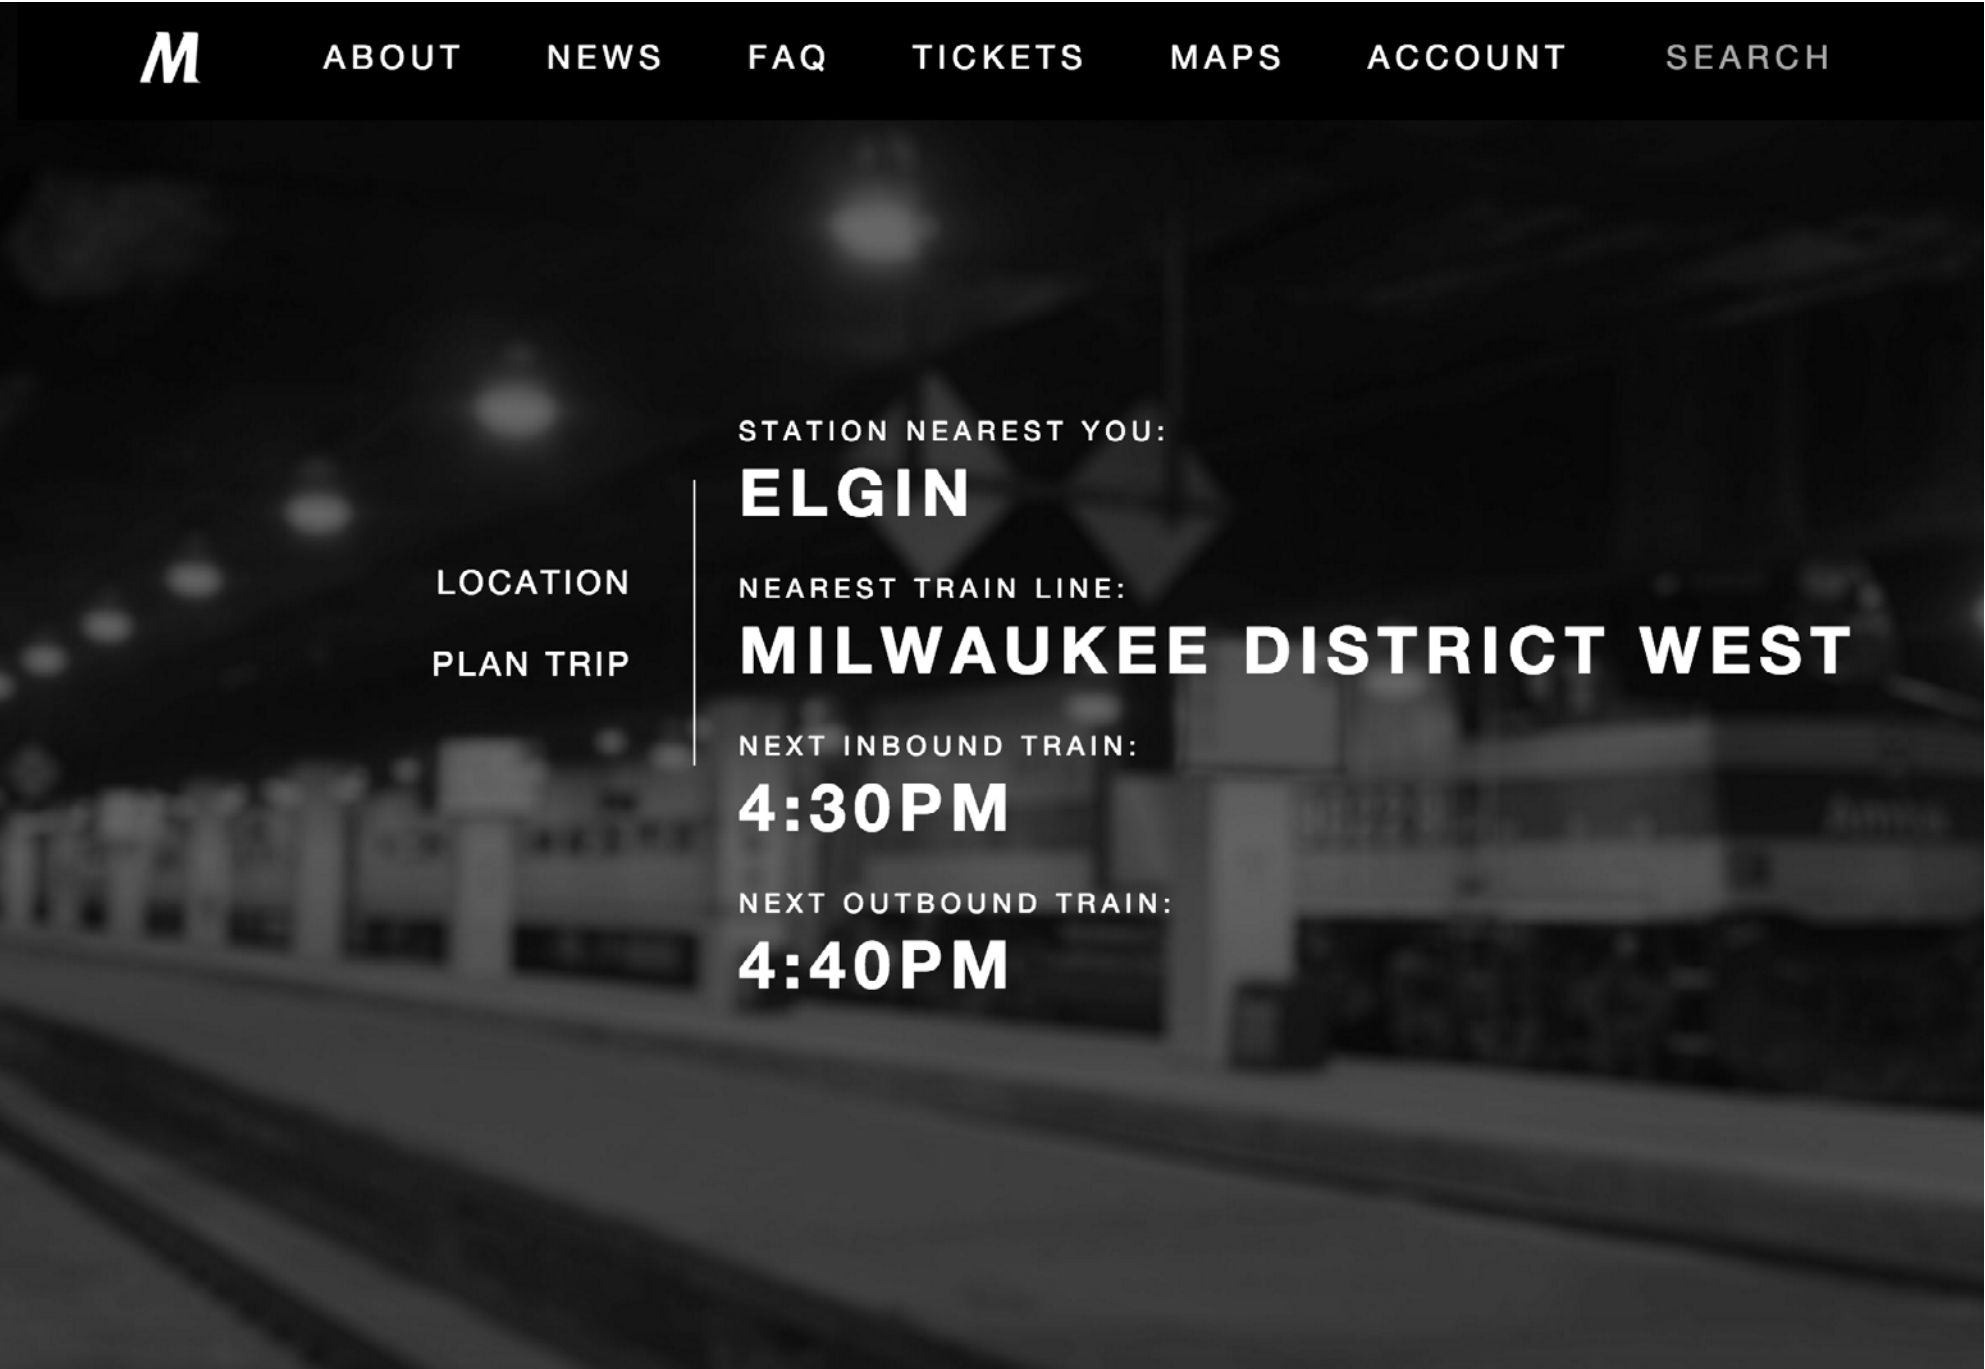 M ABOUT NEWS FAQ TICKETS MAPS ACCOUNT SEARCH
LOCATION
PLAN TRIP
STATION NEAREST YOU:
ELGIN
NEAREST TRAIN LINE:
MILWAUKEE DISTRICT WEST
NEXT INBOUND TRAIN:
4:30PM
NEXT OUTBOUND TRAIN:
4:40PM